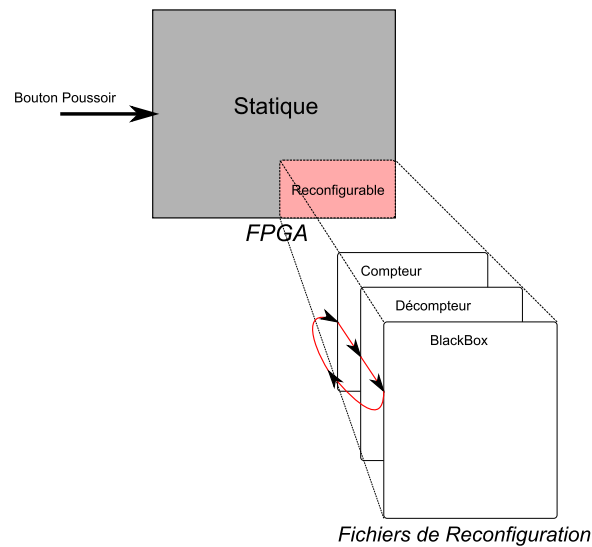 Bouton Poussoir
Statique
Reconfigurable
FPGA
Compteur
Décompteur
BlackBox
Fichiers de Reconfiguration